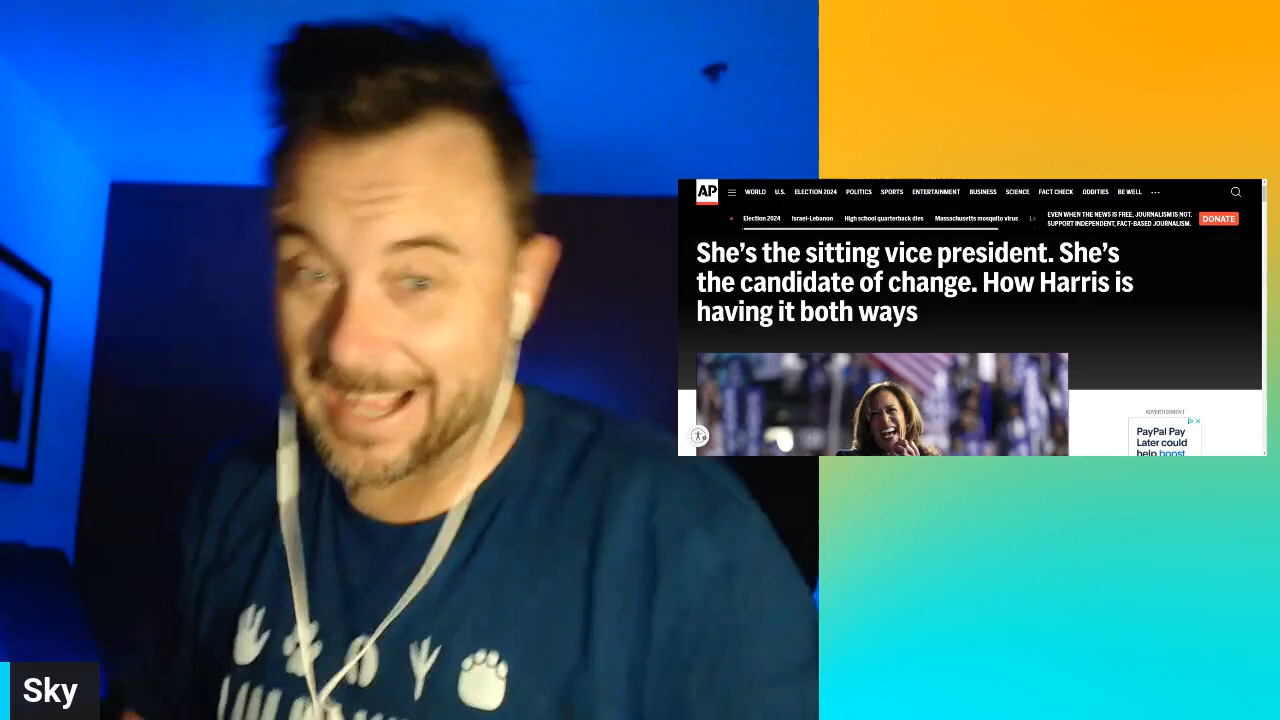 AP
WORLD U.S. ELECTION 2024 POLITICS SPORTS ENTERTAINMENT BUSINESS SCIENCE FACT CHECK ODDITIES BE WELL ...
Election 2024 Israel-Lebanon High school quarterback dies Massachusetts mosquito virus
EVEN WHEN THE NEWS IS FREE, JOURNALISM IS NOT.
SUPPORT INDEPENDENT, FACT-BASED JOURNALISM.
DONATE
She's the sitting vice president. She's
the candidate of change. How Harris is
having it both ways
ADVERTISEMENT
PayPal Pay
Later could
help boost
Sky